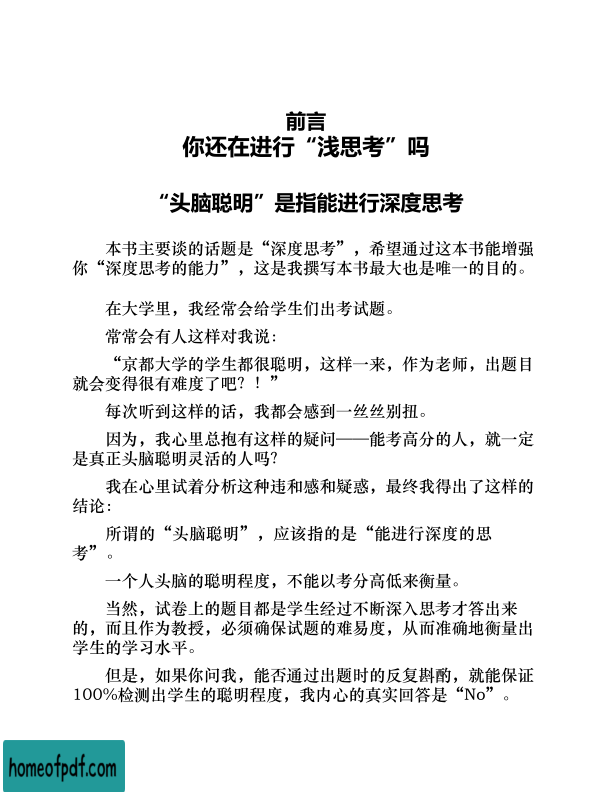 前言
你还在进行“浅思考”吗
“头脑聪明”是指能进行深度思考
本书主要谈的话题是“深度思考”，希望通过这本书能增强
你“深度思考的能力”，这是我撰写本书最大也是唯一的目的。
在大学里，我经常会给学生们出考试题。
常常会有人这样对我说：
“京都大学的学生都很聪明，这样一来，作为老师，出题目
就会变得很有难度了吧？！”
每次听到这样的话，我都会感到一丝丝别扭。
因为，我心里总抱有这样的疑问——能考高分的人，就一定
是真正头脑聪明灵活的人吗？
我在心里试着分析这种违和感和疑惑，最终我得出了这样的
结论：
所谓的“头脑聪明”，应该指的是“能进行深度的思
考”。
一个人头脑的聪明程度，不能以考分高低来衡量。
当然，试卷上的题目都是学生经过不断深入思考才答出来
的，而且作为教授，必须确保试题的难易度，从而准确地衡量出
学生的学习水平。
但是，如果你问我，能否通过出题时的反复斟酌，就能保证
100%检测出学生的聪明程度，我内心的真实回答是“No”。
homeofpdf.com